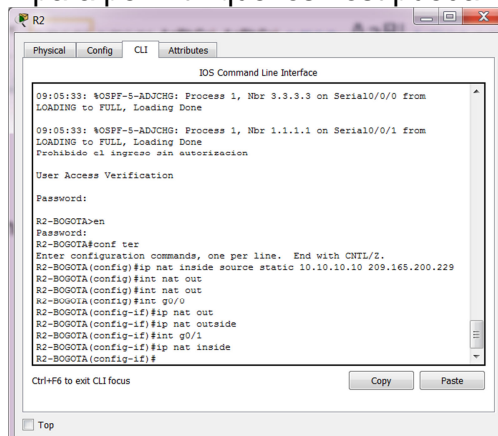 R2
Physical Config CLI Attributes
IOS Command Line Interface
09:05:33: %OSPF-5-ADJCHG: Process 1, Nbr 3.3.3.3 on Serial0/0/0 from
LOADING to FULL, Loading Done
09:05:33: %OSPF-5-ADJCHG: Process 1, Nbr 1.1.1.1 on Serial0/0/1 from
LOADING to FULL, Loading Done
Prohibido el ingreso sin autorizacion
User Access Verification
Password:
R2-BOGOTA>en
Password:
R2-BOGOTA#conf ter
Enter configuration commands, one per line. End with CNTL/Z.
R2-BOGOTA(config)#ip nat inside source static 10.10.10.10 209.165.200.229
R2-BOGOTA(config)#int nat out
R2-BOGOTA(config)#int nat out
R2-BOGOTA(config)#int g0/0
R2-BOGOTA(config-if)#ip nat out
R2-BOGOTA(config-if)#ip nat outside
R2-BOGOTA(config-if)#int g0/1
R2-BOGOTA(config-if)#ip nat inside
R2-BOGOTA(config-if)#
Ctrl+F6 to exit CLI focus
Copy Paste
Top